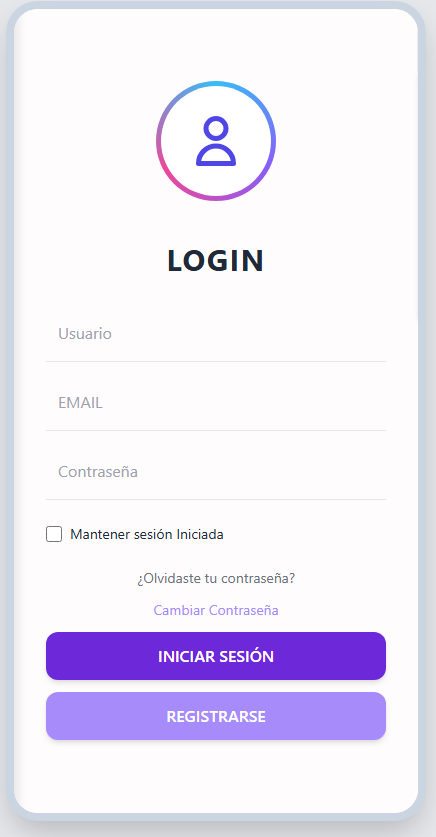 LOGIN
Usuario
EMAIL
Contraseña
Mantener sesión Iniciada
¿Olvidaste tu contraseña?
Cambiar Contraseña
INICIAR SESIÓN
REGISTRARSE